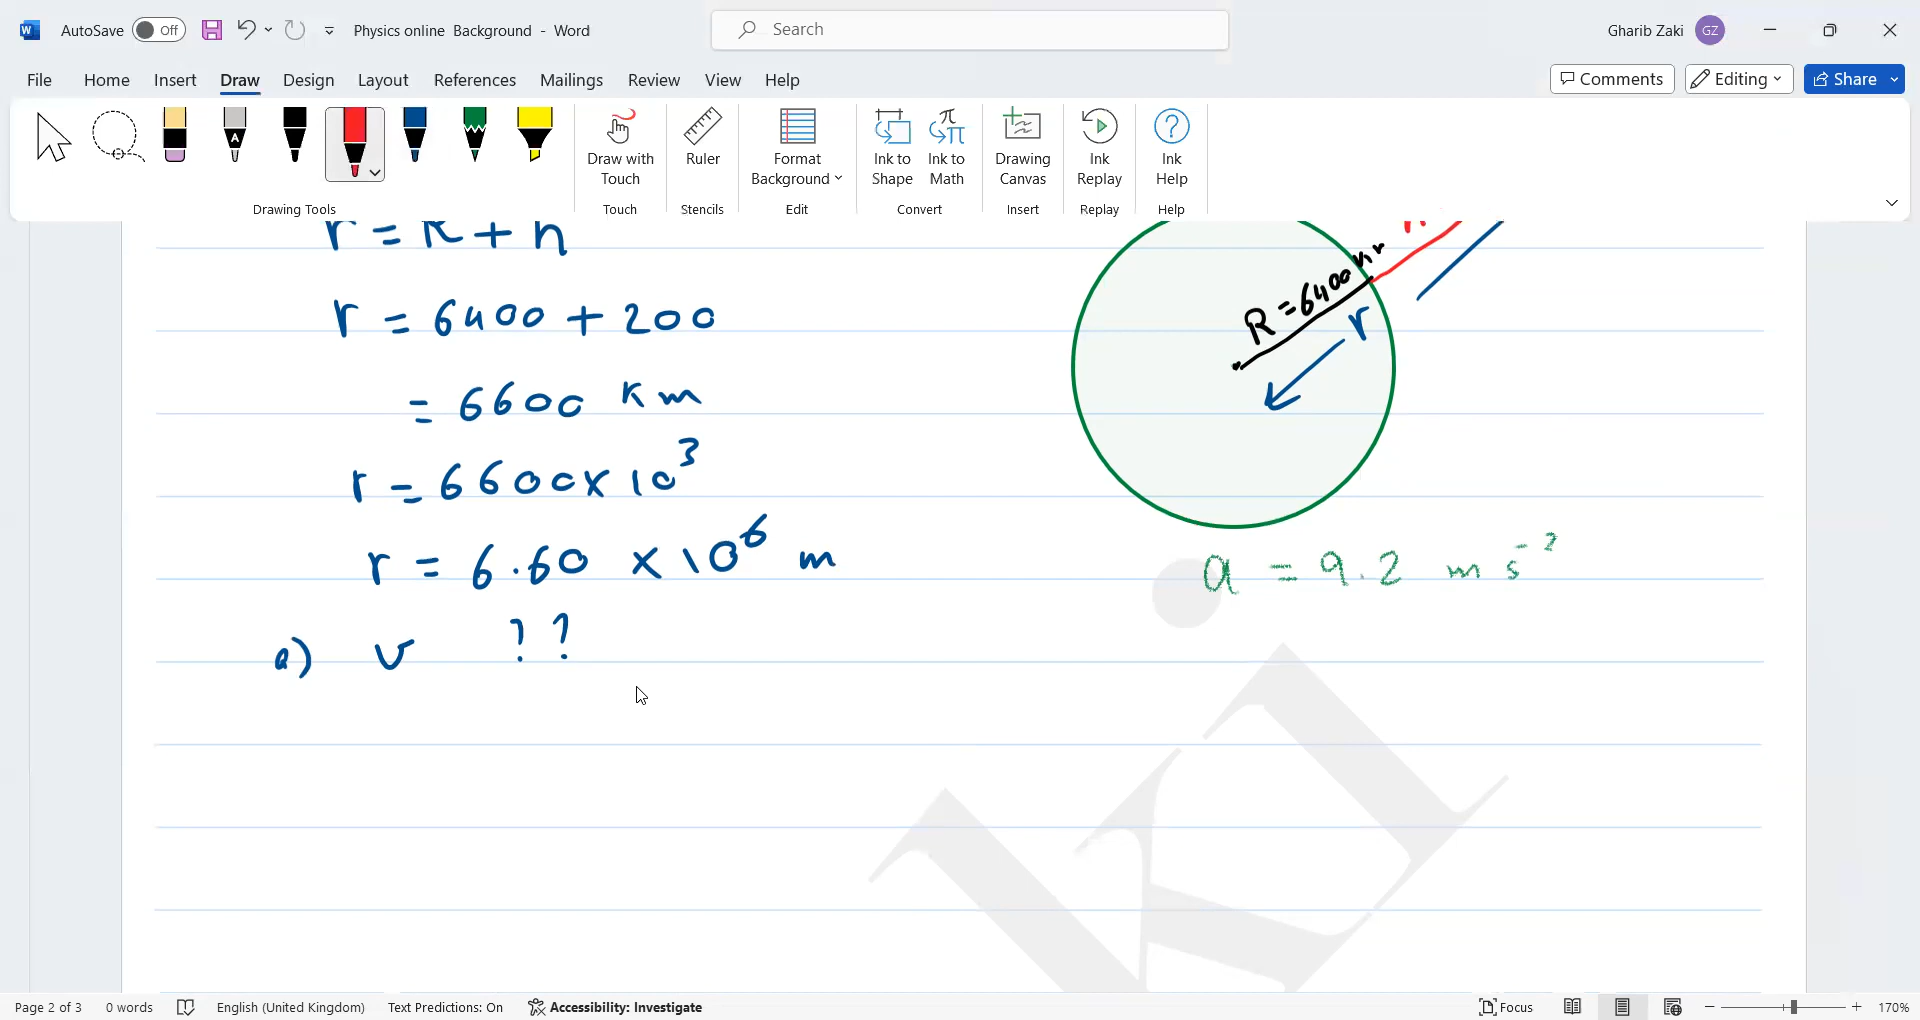 AutoSave Off Physics online Background - Word Search Gharib Zaki GZ
File Home Insert Draw Design Layout References Mailings Review View Help Comments Editing Share
A
Draw with Touch
Ruler
Format Background
Ink to Shape
Ink to Math
Drawing Canvas
Ink Replay
Ink Help
Drawing Tools Touch Stencils Edit Convert Insert Replay Help
r = R + h
r = 6400 + 200
= 6600 Km
r = 6600 x 10³
r = 6.60 x 10⁶ m
a) v ??
R = 6400 Km
r
a = 9.2 m s⁻²
Ki
Page 2 of 3 0 words English (United Kingdom) Text Predictions: On Accessibility: Investigate Focus 170%